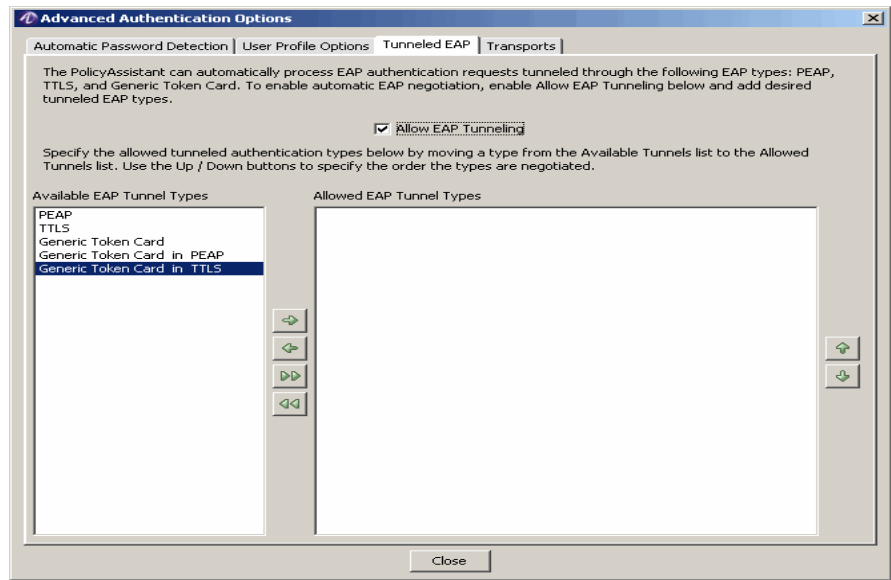 Advanced Authentication Options
Automatic Password Detection User Profile Options Tunneled EAP Transports
The PolicyAssistant can automatically process EAP authentication requests tunneled through the following EAP types: PEAP,
TTLS, and Generic Token Card. To enable automatic EAP negotiation, enable Allow EAP Tunneling below and add desired
tunneled EAP types.
Allow EAP Tunneling
Specify the allowed tunneled authentication types below by moving a type from the Available Tunnels list to the Allowed
Tunnels list. Use the Up / Down buttons to specify the order the types are negotiated.
Available EAP Tunnel Types Allowed EAP Tunnel Types
PEAP
TTLS
Generic Token Card
Generic Token Card in PEAP
Generic Token Card in TTLS
Close